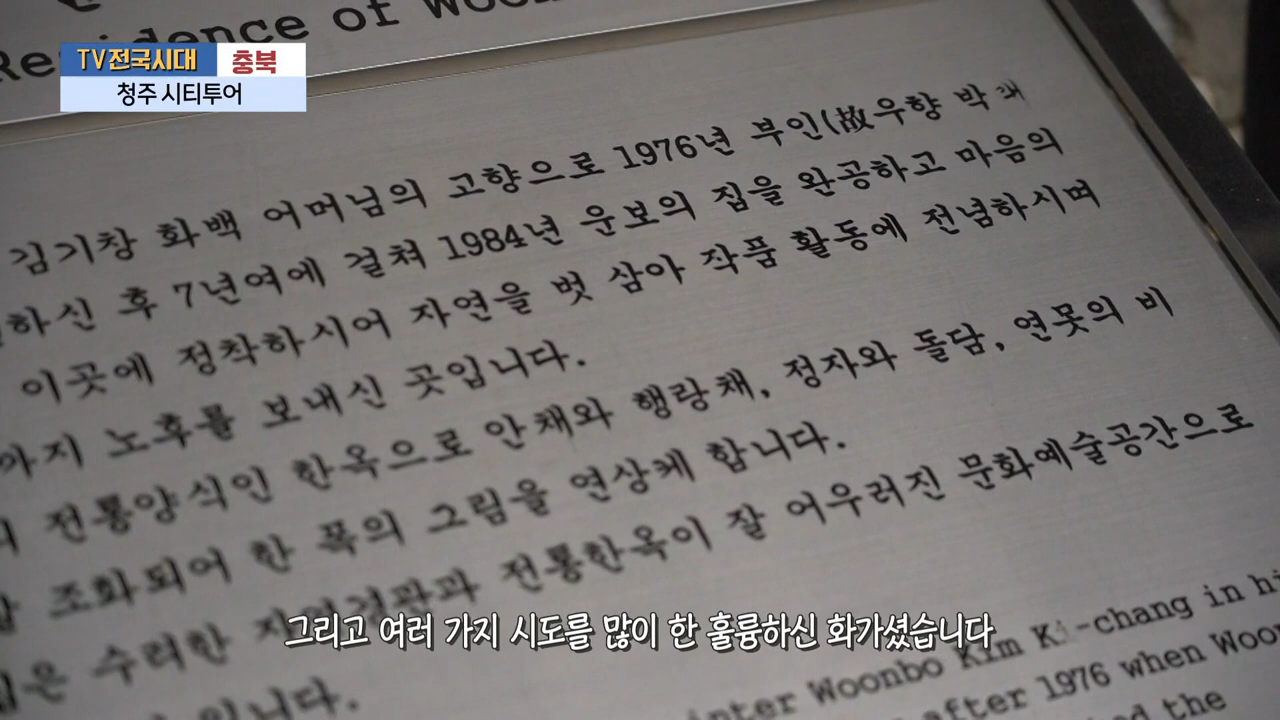 Residence of Woonb
TV전국시대 충북
청주 시티투어
김기창 화백 어머님의 고향으로 1976년 부인(故우향 박래
하신 후 7년여에 걸쳐 1984년 운보의 집을 완공하고 마음의
이곳에 정착하시어 자연을 벗 삼아 작품 활동에 전념하시며
까지 노후를 보내신 곳입니다.
전통양식인 한옥으로 안채와 행랑채, 정자와 돌담, 연못의 비
조화되어 한 폭의 그림을 연상케 합니다.
수려한 자연경관과 전통한옥이 잘 어우러진 문화예술공간으로
입니다.
그리고 여러 가지 시도를 많이 한 훌륭하신 화가셨습니다
inter Woonbo Kim Ki-chang in hi
after 1976 when Woo
the